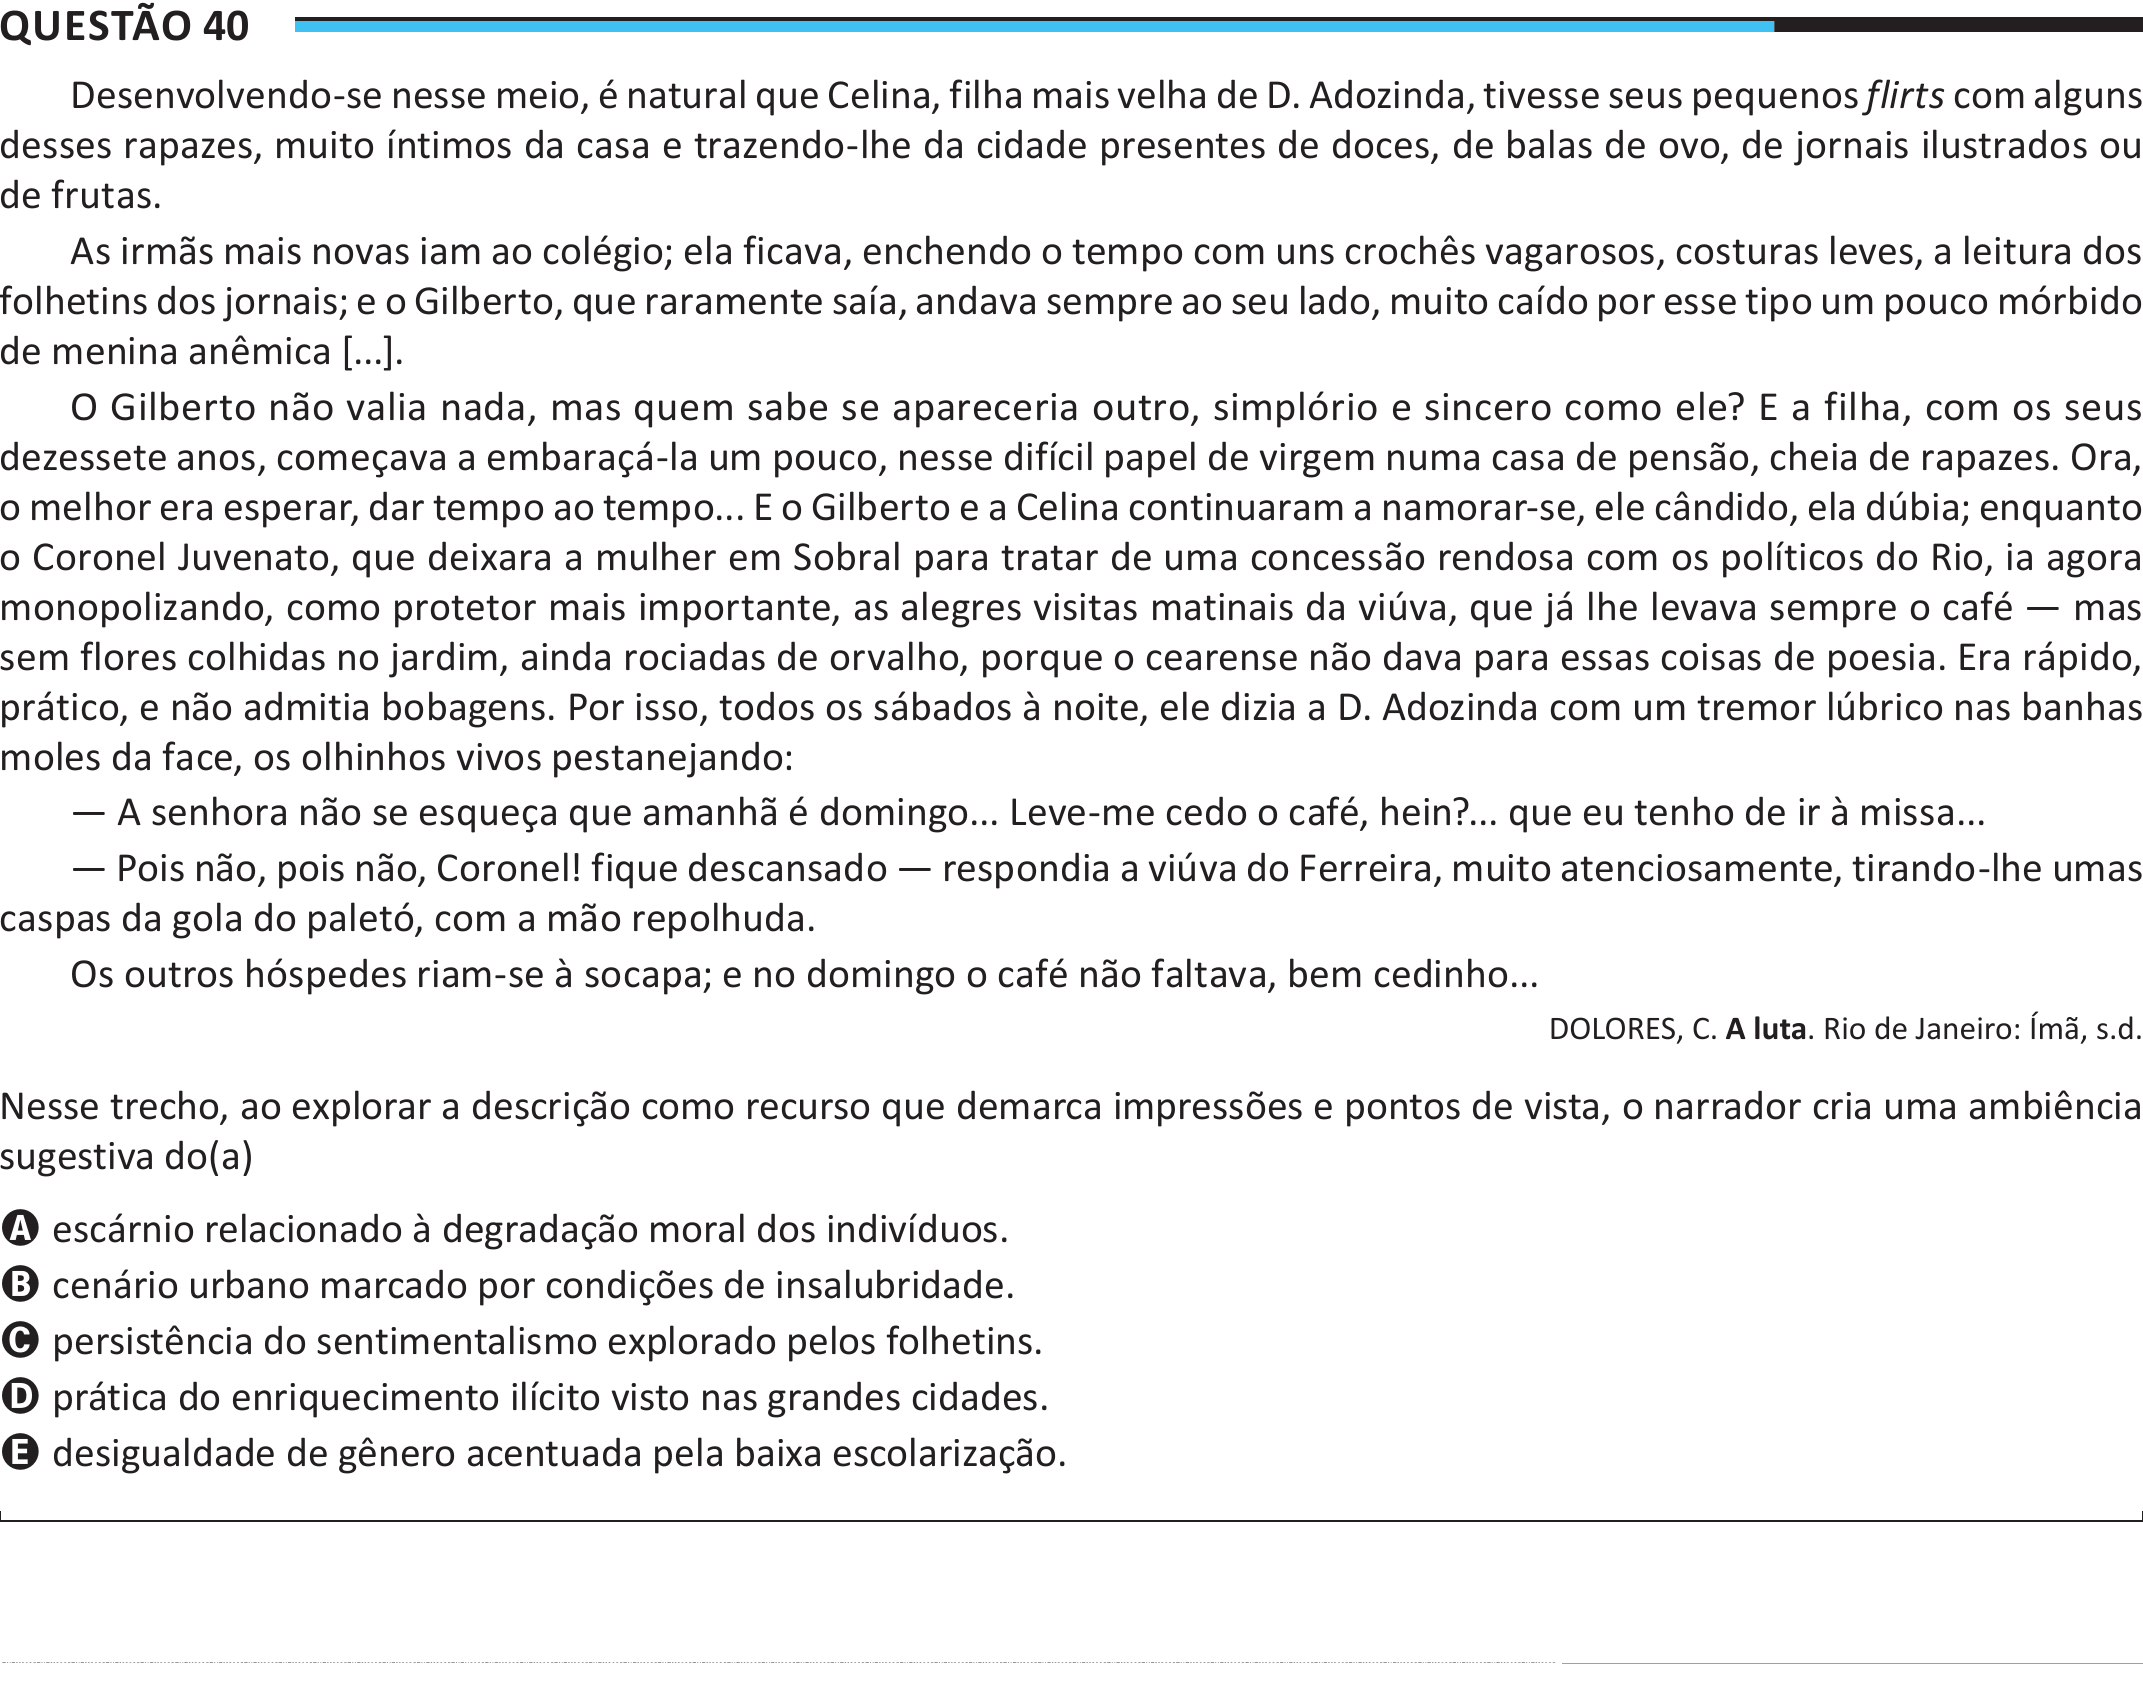 QUESTÃO 40
Desenvolvendo-se nesse meio, é natural que Celina, filha mais velha de D. Adozinda, tivesse seus pequenos flirts com alguns
desses rapazes, muito íntimos da casa e trazendo-lhe da cidade presentes de doces, de balas de ovo, de jornais ilustrados ou
de frutas.
As irmãs mais novas iam ao colégio; ela ficava, enchendo o tempo com uns crochês vagarosos, costuras leves, a leitura dos
folhetins dos jornais; e o Gilberto, que raramente saía, andava sempre ao seu lado, muito caído por esse tipo um pouco mórbido
de menina anêmica [...].
O Gilberto não valia nada, mas quem sabe se apareceria outro, simplório e sincero como ele? E a filha, com os seus
dezessete anos, começava a embaraçá-la um pouco, nesse difícil papel de virgem numa casa de pensão, cheia de rapazes. Ora,
o melhor era esperar, dar tempo ao tempo... E o Gilberto e a Celina continuaram a namorar-se, ele cândido, ela dúbia; enquanto
o Coronel Juvenato, que deixara a mulher em Sobral para tratar de uma concessão rendosa com os políticos do Rio, ia agora
monopolizando, como protetor mais importante, as alegres visitas matinais da viúva, que já lhe levava sempre o café — mas
sem flores colhidas no jardim, ainda rociadas de orvalho, porque o cearense não dava para essas coisas de poesia. Era rápido,
prático, e não admitia bobagens. Por isso, todos os sábados à noite, ele dizia a D. Adozinda com um tremor lúbrico nas banhas
moles da face, os olhinhos vivos pestanejando:
— A senhora não se esqueça que amanhã é domingo... Leve-me cedo o café, hein?... que eu tenho de ir à missa...
— Pois não, pois não, Coronel! fique descansado — respondia a viúva do Ferreira, muito atenciosamente, tirando-lhe umas
caspas da gola do paletó, com a mão repolhuda.
Os outros hóspedes riam-se à socapa; e no domingo o café não faltava, bem cedinho...
DOLORES, C. A luta. Rio de Janeiro: Ímã, s.d.
Nesse trecho, ao explorar a descrição como recurso que demarca impressões e pontos de vista, o narrador cria uma ambiência
sugestiva do(a)
A escárnio relacionado à degradação moral dos indivíduos.
B cenário urbano marcado por condições de insalubridade.
C persistência do sentimentalismo explorado pelos folhetins.
D prática do enriquecimento ilícito visto nas grandes cidades.
E desigualdade de gênero acentuada pela baixa escolarização.